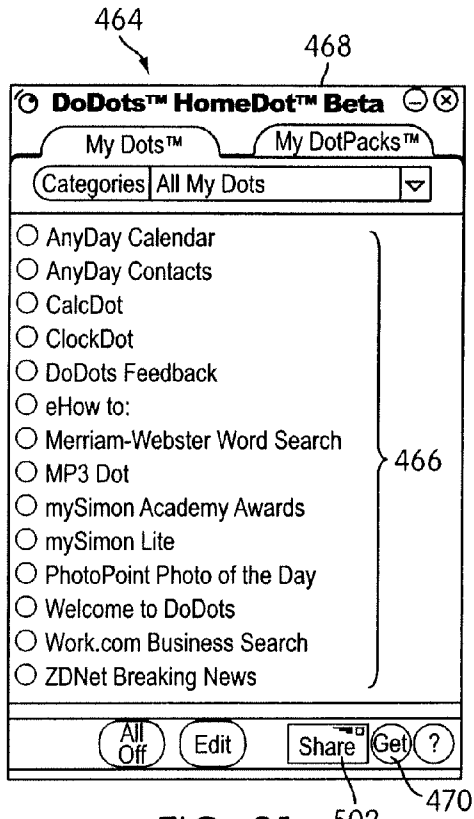 464
468
DoDots™ HomeDot™ Beta
My Dots™ My DotPacks™
Categories All My Dots
AnyDay Calendar
AnyDay Contacts
CalcDot
ClockDot
DoDots Feedback
eHow to:
Merriam-Webster Word Search
MP3 Dot
466
mySimon Academy Awards
mySimon Lite
PhotoPoint Photo of the Day
Welcome to DoDots
Work.com Business Search
ZDNet Breaking News
All Off Edit Share Get ?
470